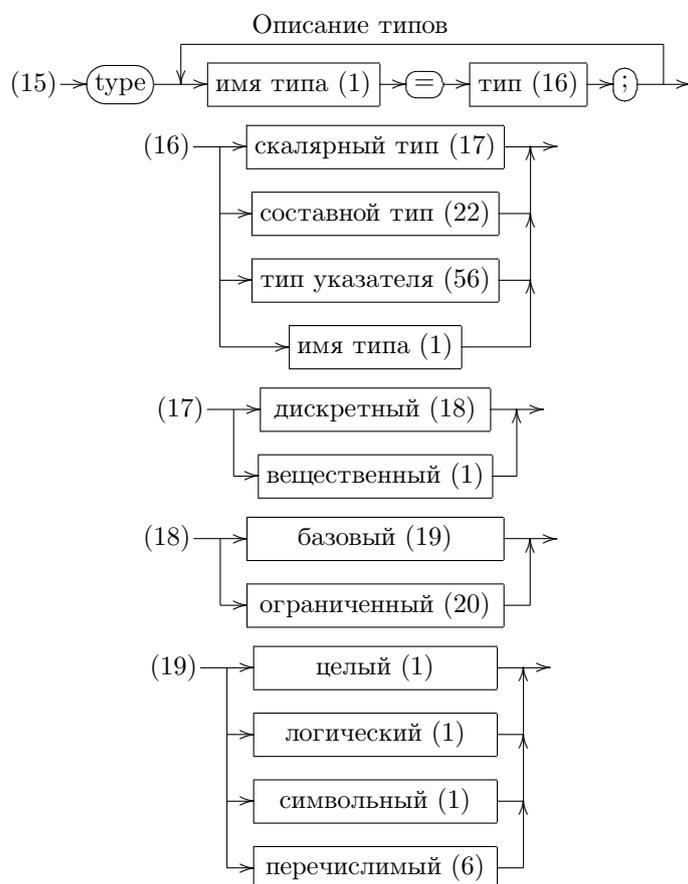 Описание типов
(15) type имя типа (1) = тип (16) ;
(16) скалярный тип (17)
составной тип (22)
тип указателя (56)
имя типа (1)
(17) дискретный (18)
вещественный (1)
(18) базовый (19)
ограниченный (20)
(19) целый (1)
логический (1)
символьный (1)
перечислимый (6)